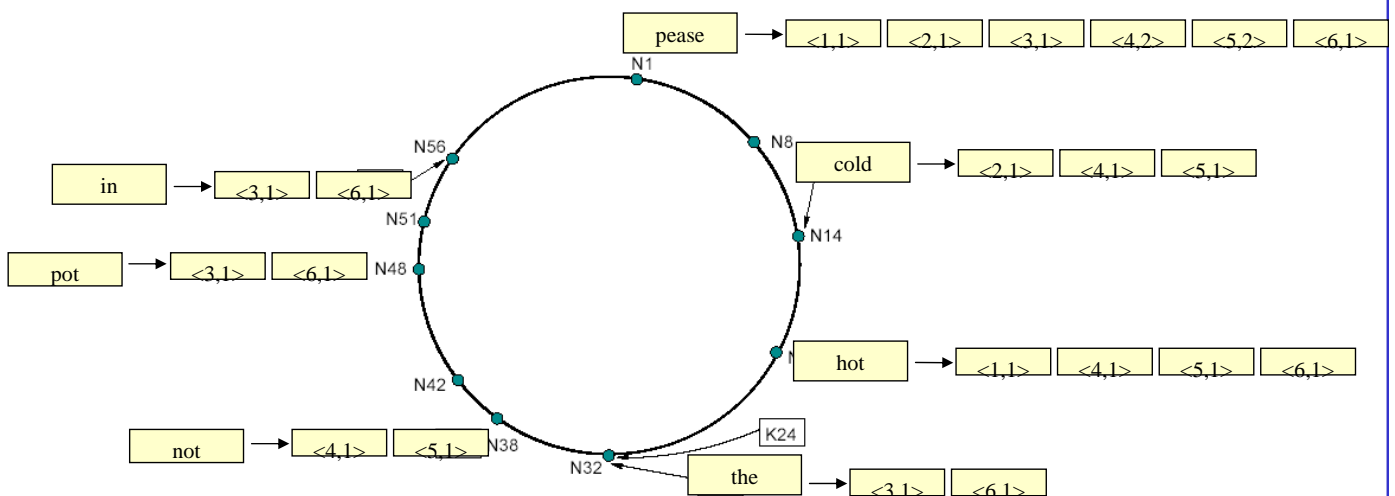 pease <1,1> <2,1> <3,1> <4,2> <5,2> <6,1>
N1
N8
N56
cold <2,1> <4,1> <5,1>
in <3,1> <6,1>
N51
N14
pot <3,1> <6,1>
N48
N
hot <1,1> <4,1> <5,1> <6,1>
N42
K24
not <4,1> <5,1>
N38
N32
the <3,1> <6,1>